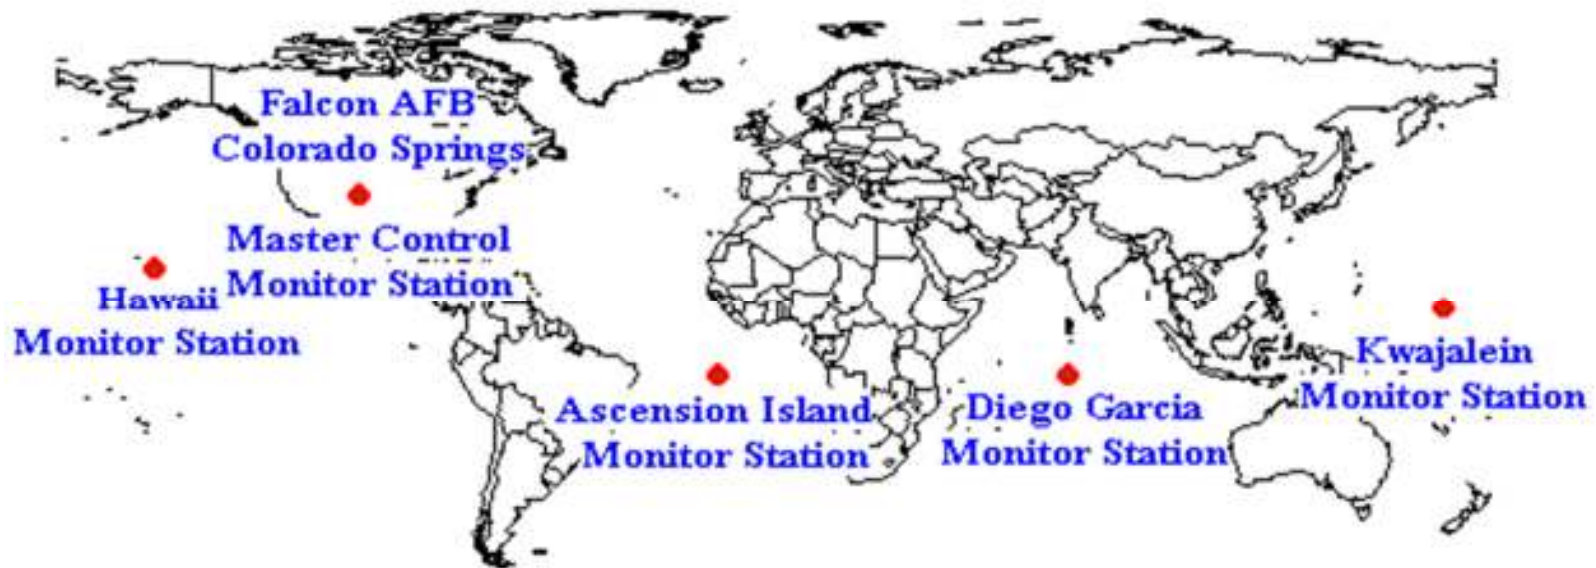 Falcon AFB
Colorado Springs
Master Control
Monitor Station
Hawaii
Monitor Station
Ascension Island
Monitor Station
Diego Garcia
Monitor Station
Kwajalein
Monitor Station